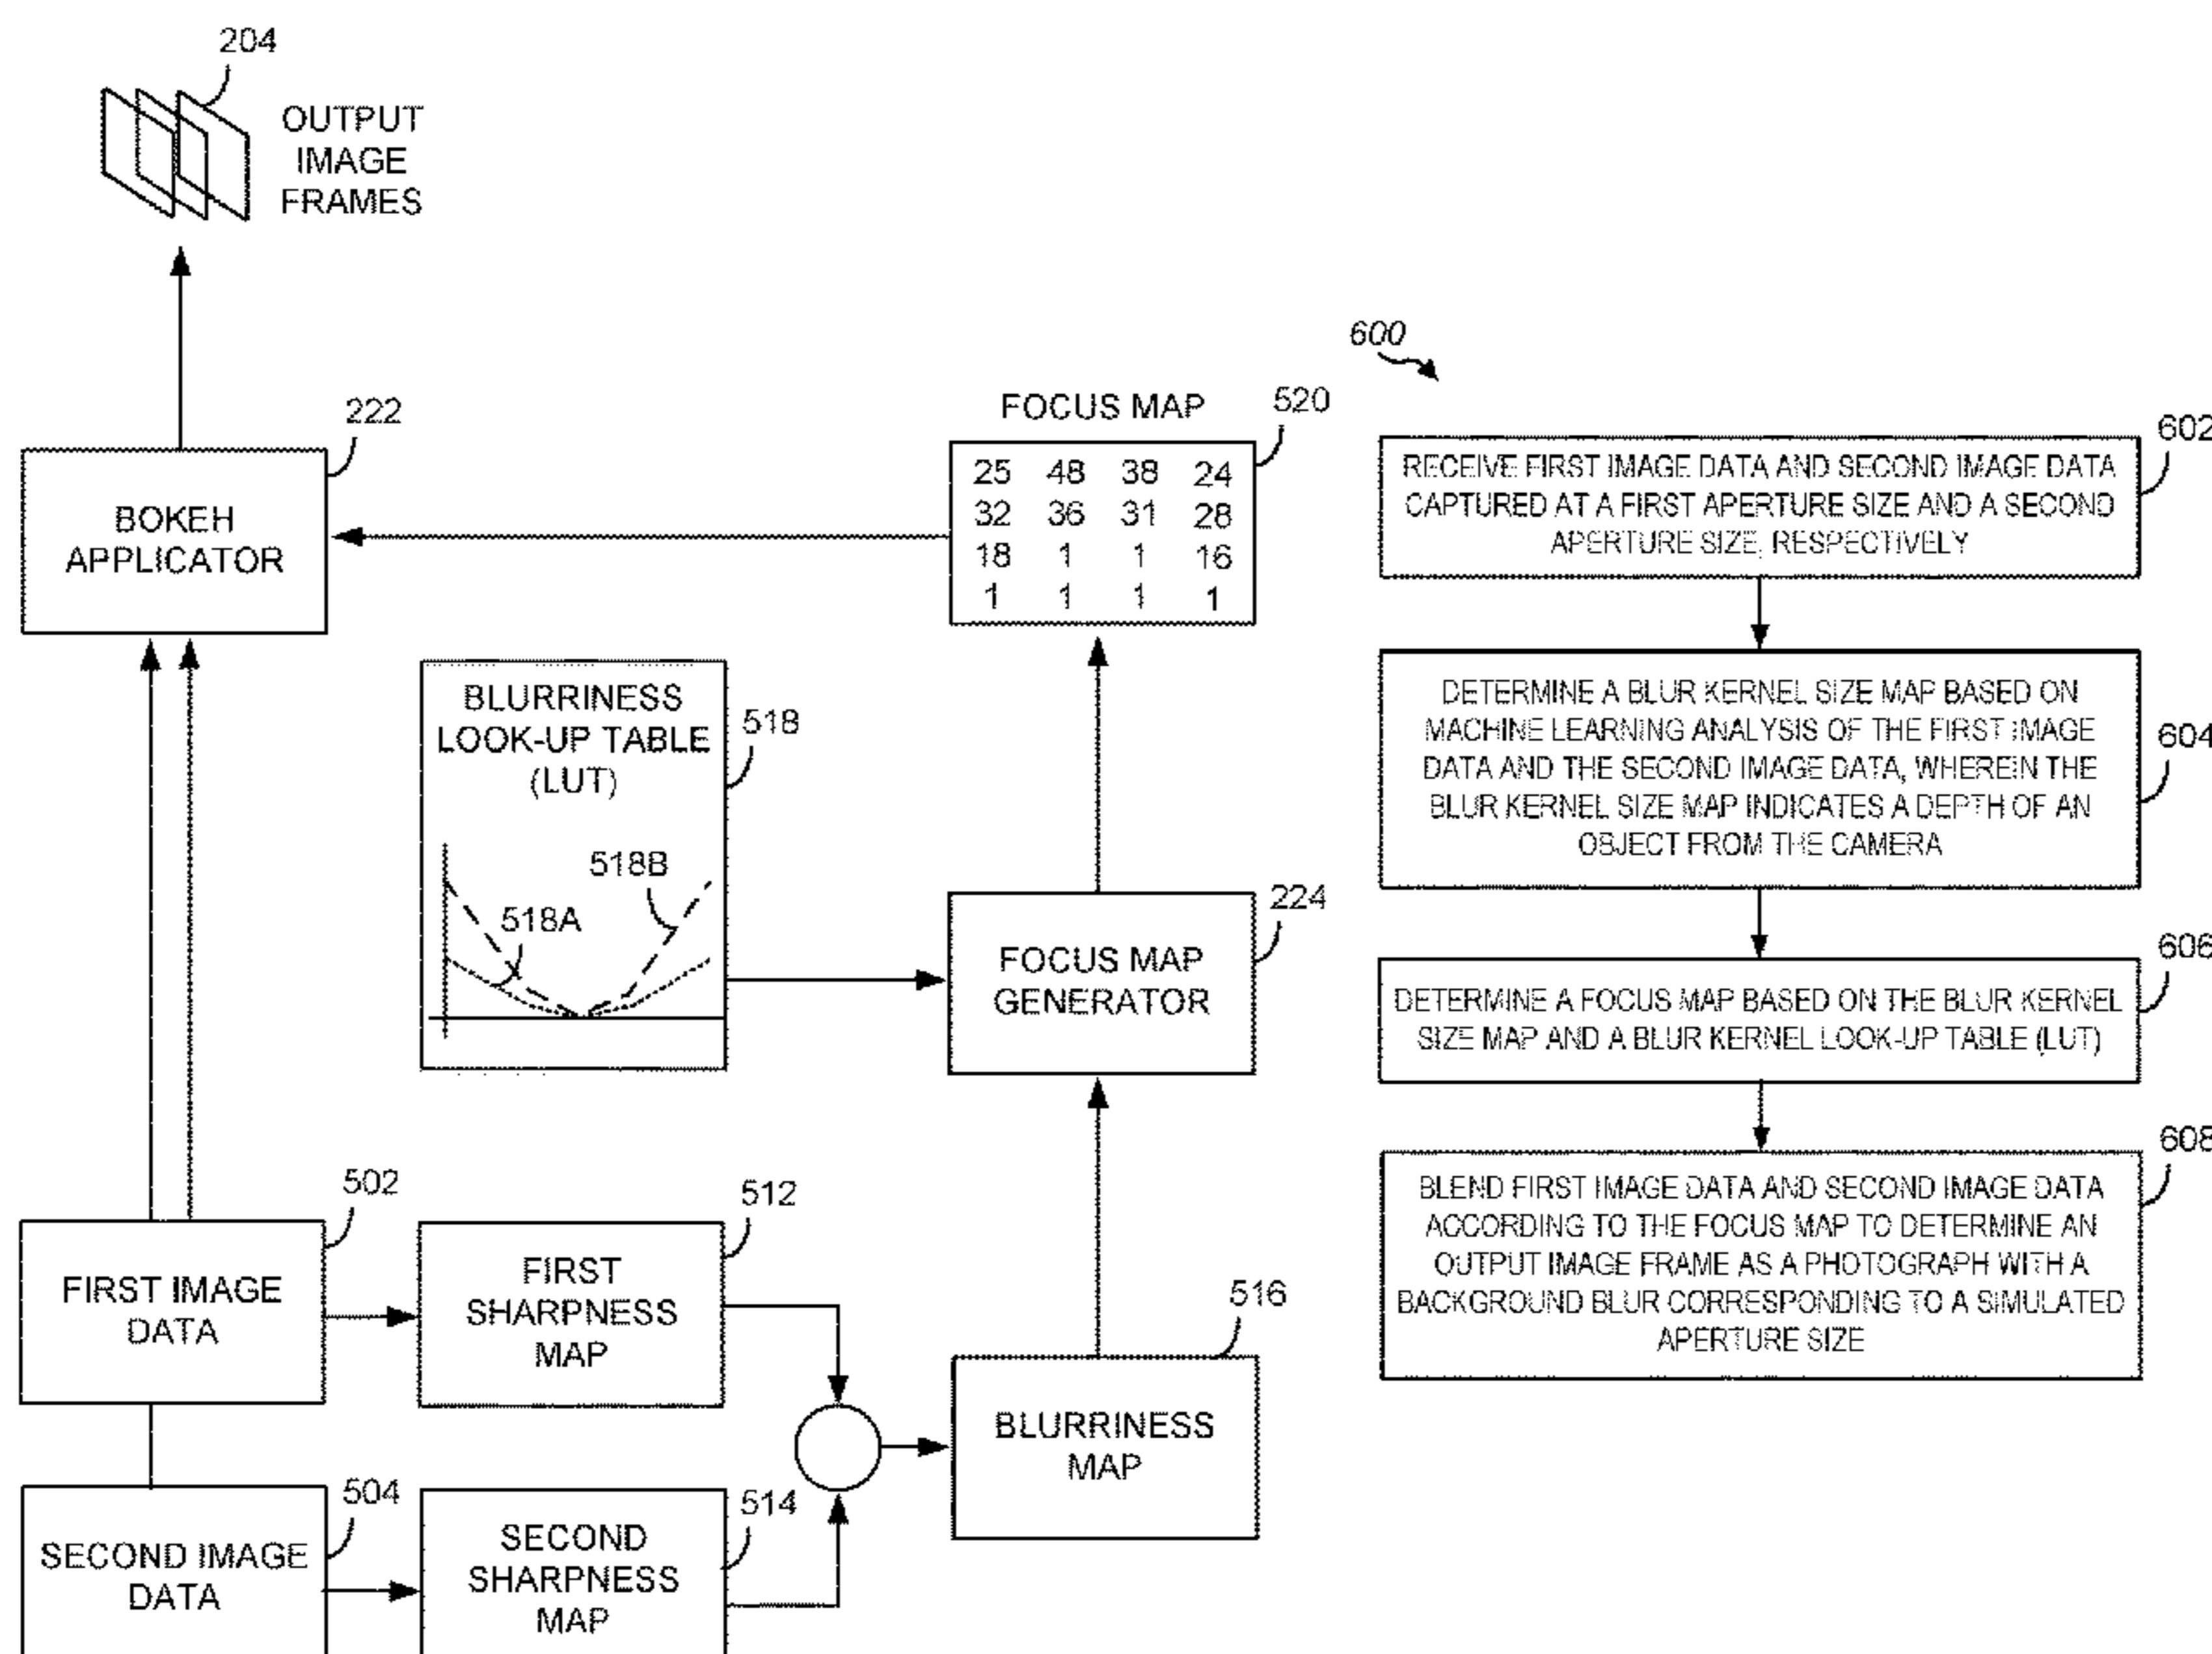 204
OUTPUT
IMAGE
FRAMES
222
BOKEH
APPLICATOR
FOCUS MAP
520
25 48 38 24
32 36 31 28
18 1 1 16
1 1 1 1
BLURRINESS
LOOK-UP TABLE
(LUT)
518
518B
518A
224
FOCUS MAP
GENERATOR
502
FIRST IMAGE
DATA
512
FIRST
SHARPNESS
MAP
516
BLURRINESS
MAP
504
SECOND IMAGE
DATA
514
SECOND
SHARPNESS
MAP
600
602
RECEIVE FIRST IMAGE DATA AND SECOND IMAGE DATA
CAPTURED AT A FIRST APERTURE SIZE AND A SECOND
APERTURE SIZE, RESPECTIVELY
604
DETERMINE A BLUR KERNEL SIZE MAP BASED ON
MACHINE LEARNING ANALYSIS OF THE FIRST IMAGE
DATA AND THE SECOND IMAGE DATA, WHEREIN THE
BLUR KERNEL SIZE MAP INDICATES A DEPTH OF AN
OBJECT FROM THE CAMERA
606
DETERMINE A FOCUS MAP BASED ON THE BLUR KERNEL
SIZE MAP AND A BLUR KERNEL LOOK-UP TABLE (LUT)
608
BLEND FIRST IMAGE DATA AND SECOND IMAGE DATA
ACCORDING TO THE FOCUS MAP TO DETERMINE AN
OUTPUT IMAGE FRAME AS A PHOTOGRAPH WITH A
BACKGROUND BLUR CORRESPONDING TO A SIMULATED
APERTURE SIZE